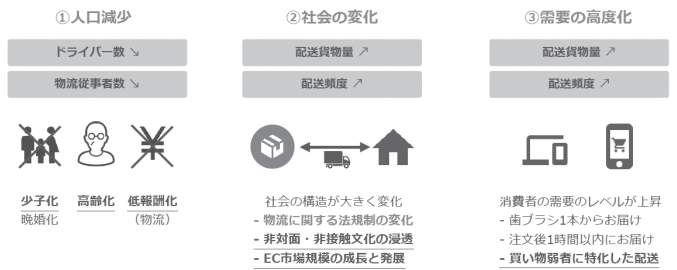 ①人口減少
ドライバー数 ↘
物流従事者数 ↘
少子化
晩婚化
高齢化
低報酬化
（物流）
②社会の変化
配送貨物量 ↗
配送頻度 ↗
社会の構造が大きく変化
- 物流に関する法規制の変化
- 非対面・非接触文化の浸透
- EC市場規模の成長と発展
③需要の高度化
配送貨物量 ↗
配送頻度 ↗
消費者の需要のレベルが上昇
- 歯ブラシ1本からお届け
- 注文後1時間以内にお届け
- 買い物弱者に特化した配送